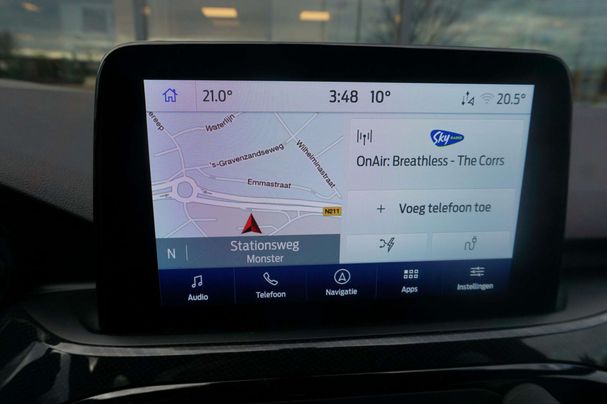 21.0° 3:48 10° 20.5°
Waterlijn
's-Gravenzandseweg
Wilhelminastraat
Emmastraat
N211
N Stationsweg
Monster
Sky RADIO
OnAir: Breathless - The Corrs
+ Voeg telefoon toe
Audio Telefoon Navigatie Apps Instellingen